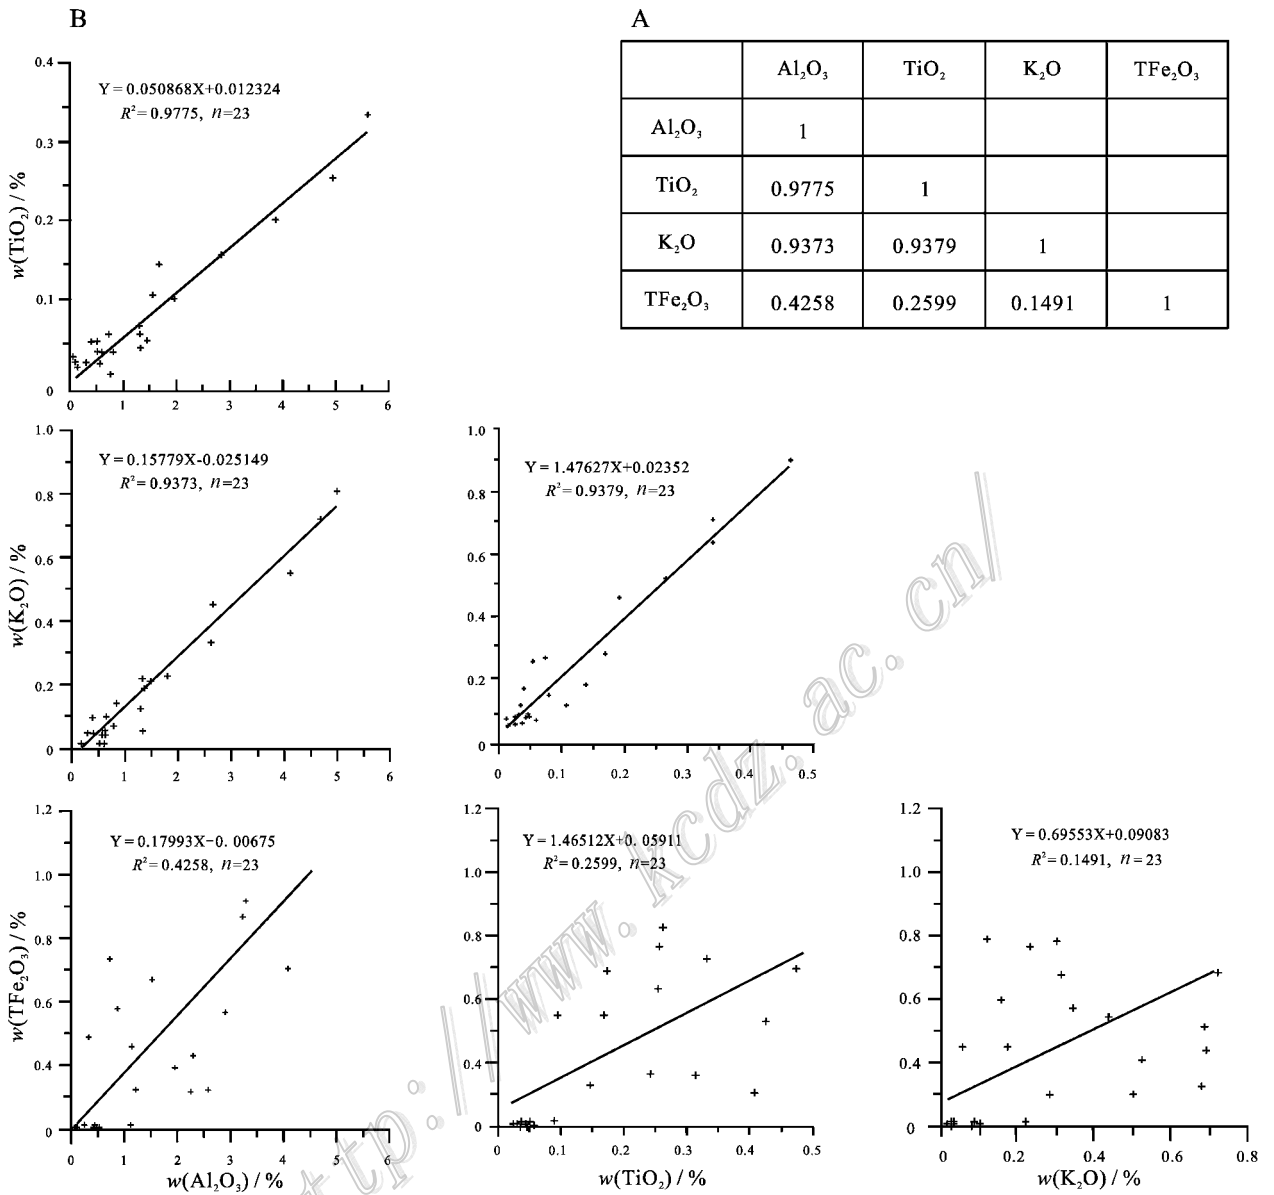 B
A
Al₂O₃ TiO₂ K₂O TFe₂O₃
Al₂O₃ 1
TiO₂ 0.9775 1
K₂O 0.9373 0.9379 1
TFe₂O₃ 0.4258 0.2599 0.1491 1
Y=0.050868X+0.012324
R²=0.9775, n=23
w(TiO₂) / %
0.4
0.3
0.2
0.1
0
0 1 2 3 4 5 6
Y=0.15779X-0.025149
R²=0.9373, n=23
w(K₂O) / %
1.0
0.8
0.6
0.4
0.2
0
0 1 2 3 4 5 6
Y=1.47627X+0.02352
R²=0.9379, n=23
1.0
0.8
0.6
0.4
0.2
0
0 0.1 0.2 0.3 0.4 0.5
Y=0.17993X-0.00675
R²=0.4258, n=23
w(TFe₂O₃) / %
1.2
1.0
0.8
0.6
0.4
0.2
0
0 1 2 3 4 5 6
w(Al₂O₃) / %
Y=1.46512X+0.05911
R²=0.2599, n=23
1.2
1.0
0.8
0.6
0.4
0
0 0.1 0.2 0.3 0.4 0.5
w(TiO₂) / %
Y=0.69553X+0.09083
R²=0.1491, n=23
1.2
1.0
0.8
0.6
0.4
0
0 0.2 0.4 0.6 0.8
w(K₂O) / %
ttp://www.kcdz.ac.cn/